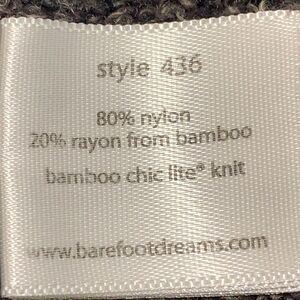 style 436
80% nylon
20% rayon from bamboo
bamboo chic lite® knit
www.barefootdreams.com